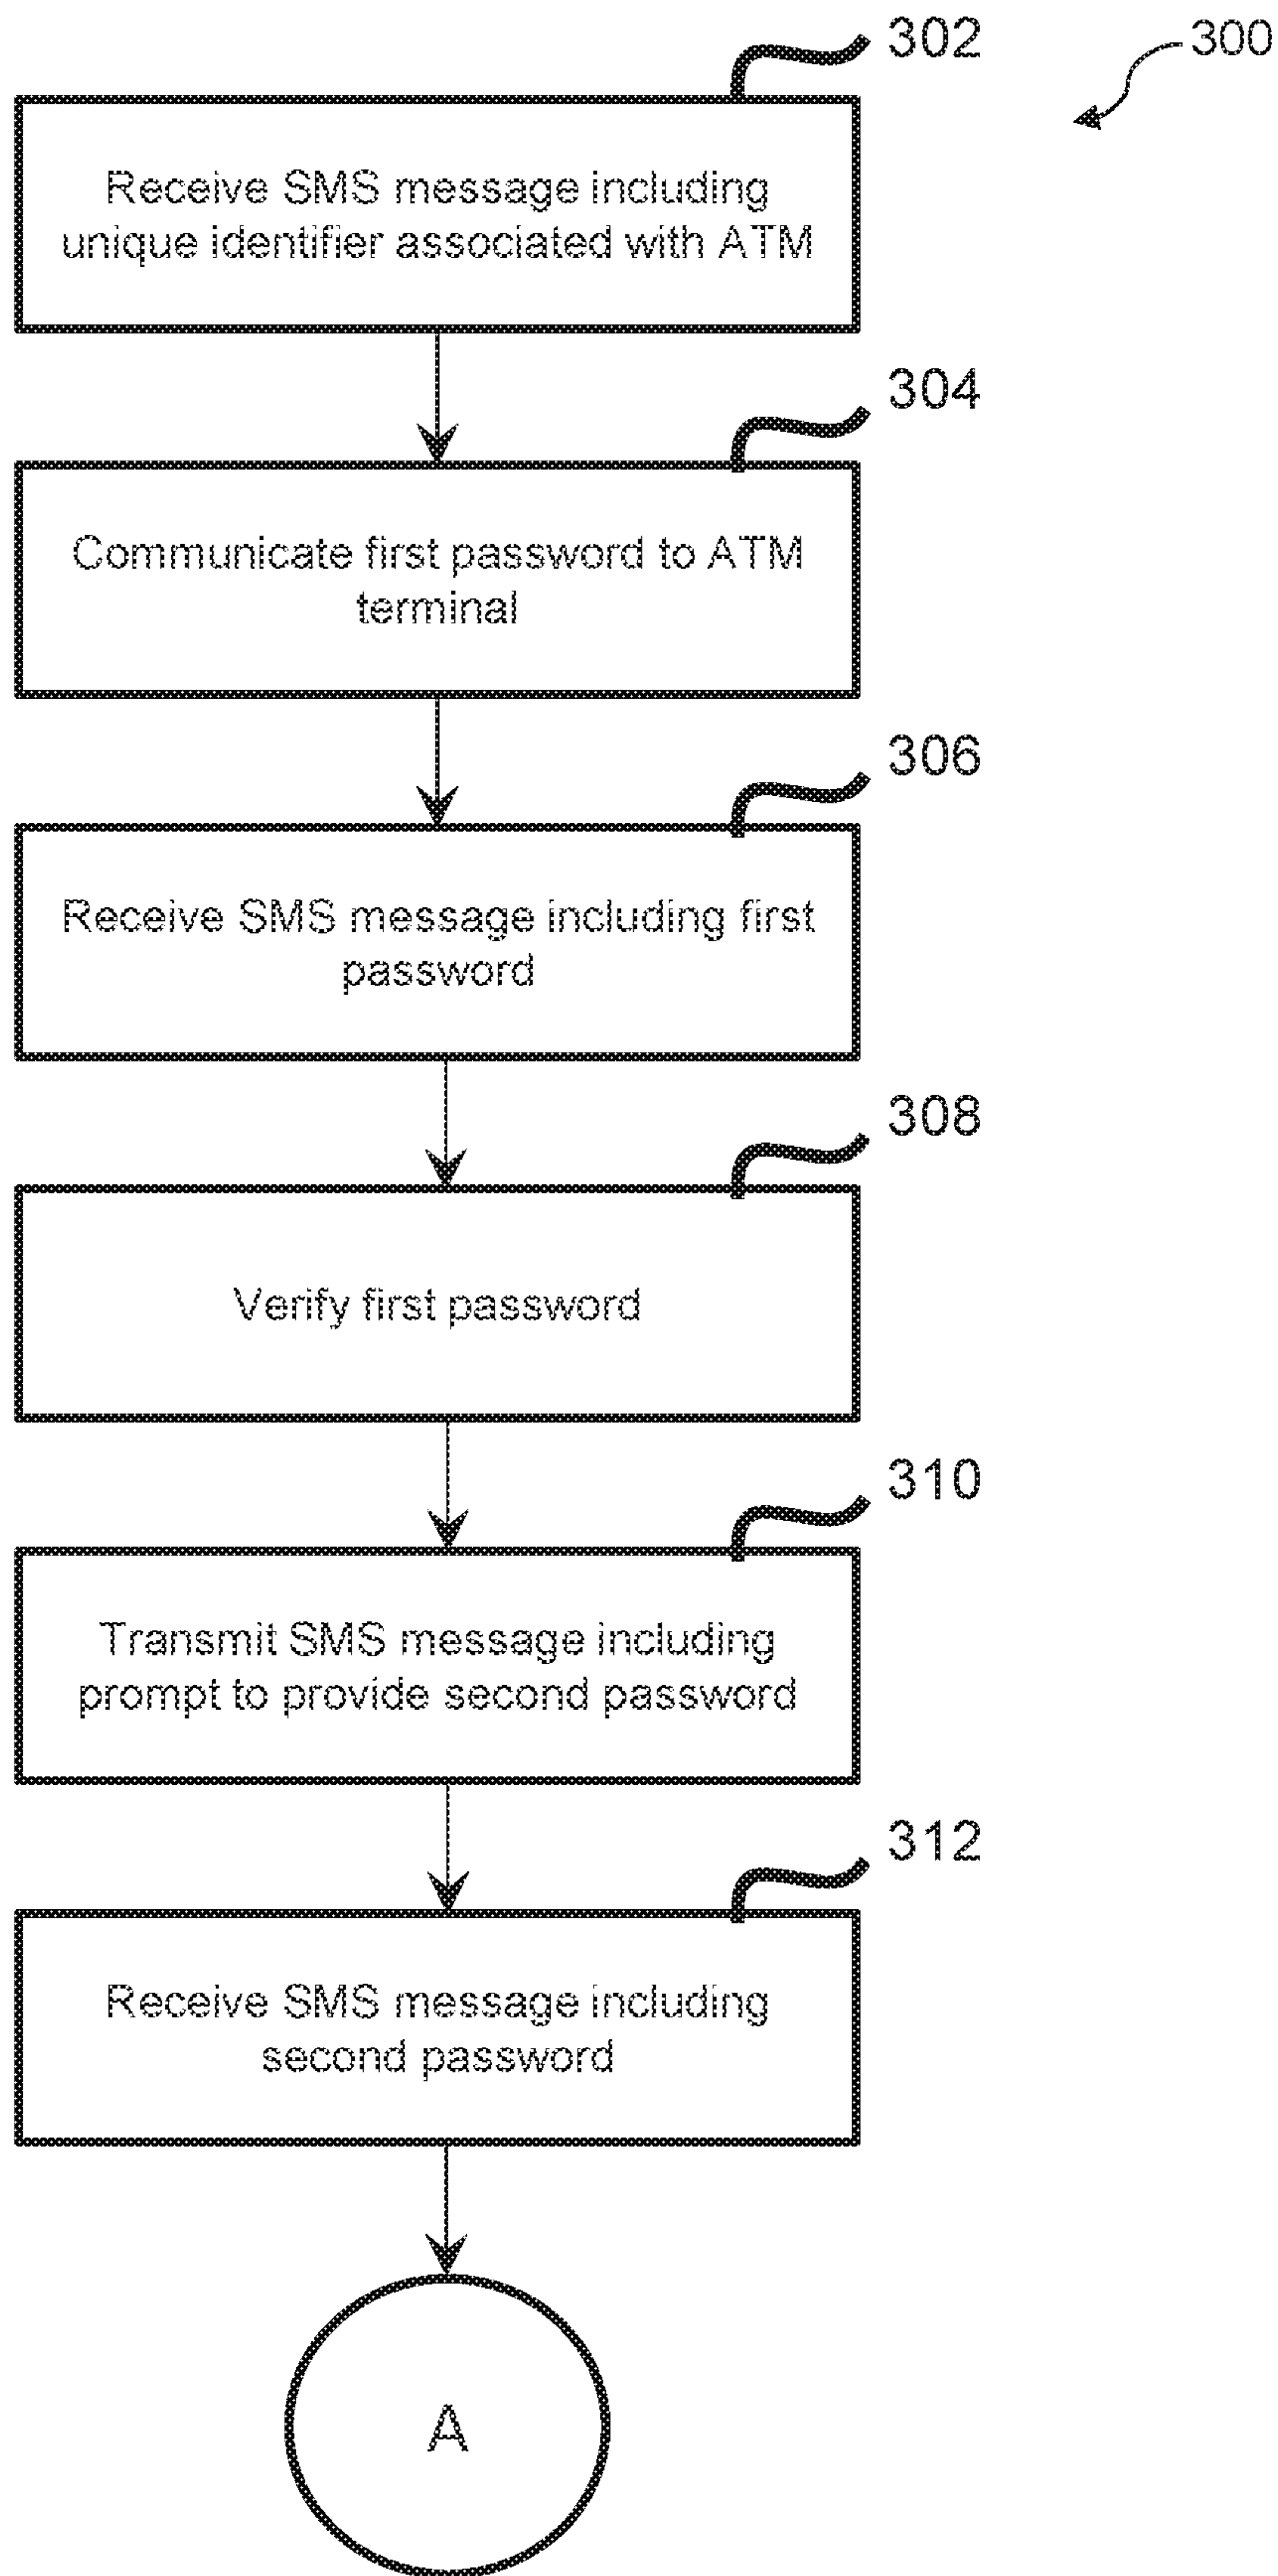 302
300
Receive SMS message including
unique identifier associated with ATM
304
Communicate first password to ATM
terminal
306
Receive SMS message including first
password
308
Verify first password
310
Transmit SMS message including
prompt to provide second password
312
Receive SMS message including
second password
A